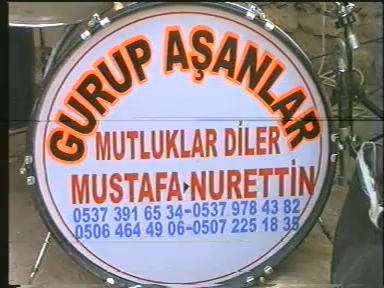 GURUP AŞANLAR
MUTLUKLAR DİLER
MUSTAFA NURETTİN
0537 391 65 34-0537 978 43 82
0506 464 49 06-0507 225 18 35